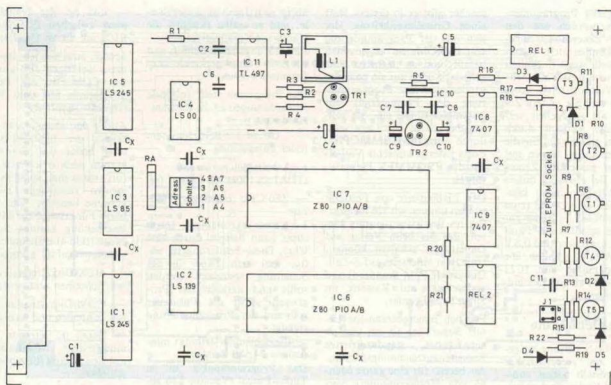 R1
C2
C3
C5
REL 1
IC 5
LS 245
IC 4
LS 00
C6
IC 11
TL 497
L1
R3
R2
R4
TR1
R5
IC 10
C7
C8
C9
TR 2
C10
C4
R16
D3
T3
R11
R17
R18
R10
IC 8
7407
1
2
D1
R8
T2
R9
Cx
Cx
Cx
RA
Adress
Schalter
4 S A7
3 A6
2 A5
1 A4
IC 3
LS 85
IC 7
Z80 PIO A/B
IC 9
7407
Zum EPROM Sockel
R6
T1
R7
Cx
Cx
IC 2
LS 139
R20
R21
REL 2
R12
T4
C11
R13
D2
IC 1
LS 245
IC 6
Z80 PIO A/B
J1
R14
T5
R15
C1
Cx
Cx
R22
R19
D4
D5